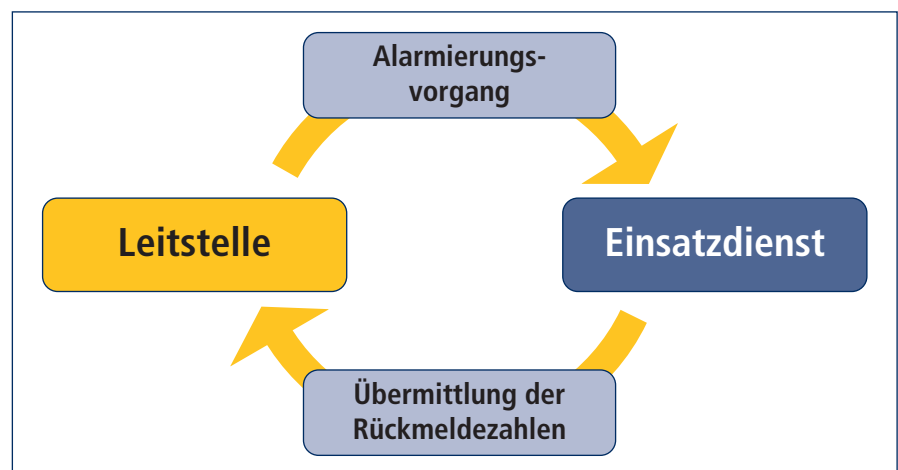 Alarmierungs-
vorgang
Leitstelle
Einsatzdienst
Übermittlung der
Rückmeldezahlen